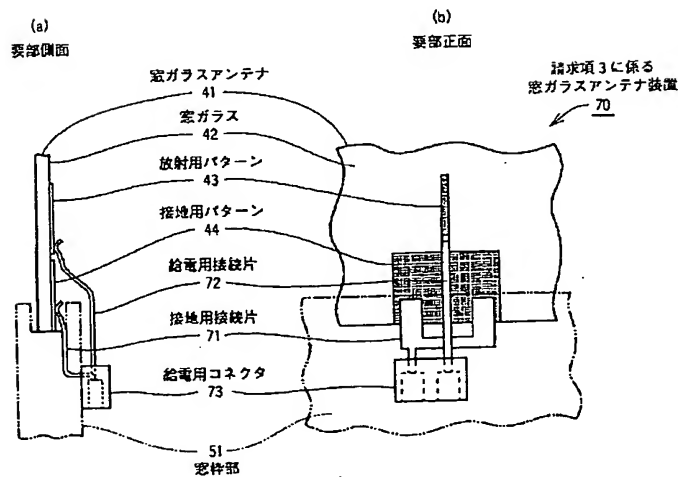 (a)
要部側面
(b)
要部正面
請求項3に係る
窓ガラスアンテナ装置
70
窓ガラスアンテナ
41
窓ガラス
42
放射用パターン
43
接地用パターン
44
給電用接続片
72
接地用接続片
71
給電用コネクタ
73
51
窓枠部